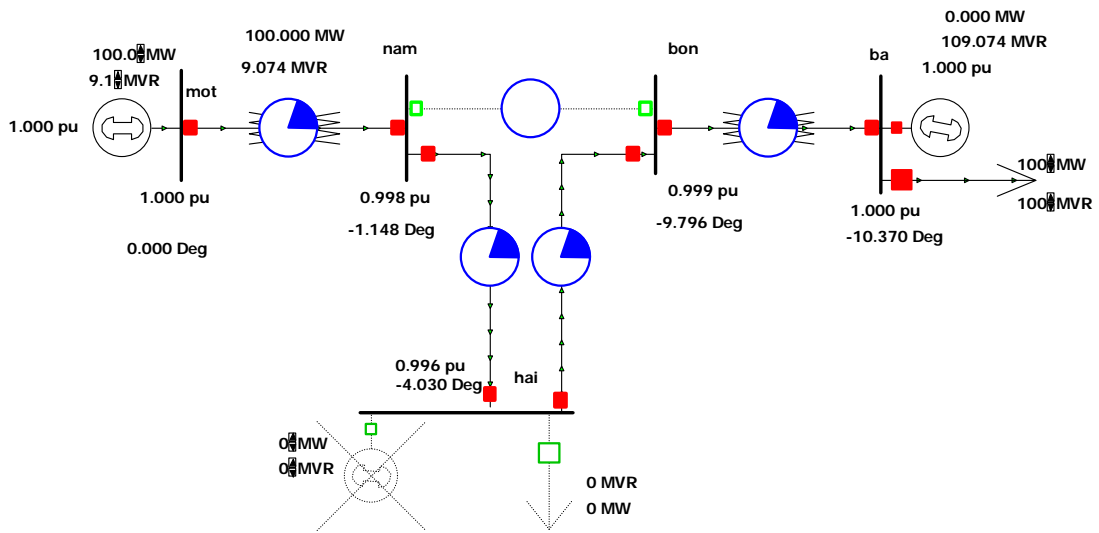 0.000 MW
109.074 MVR
1.000 pu
100.000 MW
9.074 MVR
nam
bon
ba
100.0 MW
9.1 MVR
mot
1.000 pu
1.000 pu
0.000 Deg
0.998 pu
-1.148 Deg
0.999 pu
-9.796 Deg
100 MW
100 MVR
1.000 pu
-10.370 Deg
0.996 pu
-4.030 Deg
hai
0 MW
0 MVR
0 MVR
0 MW